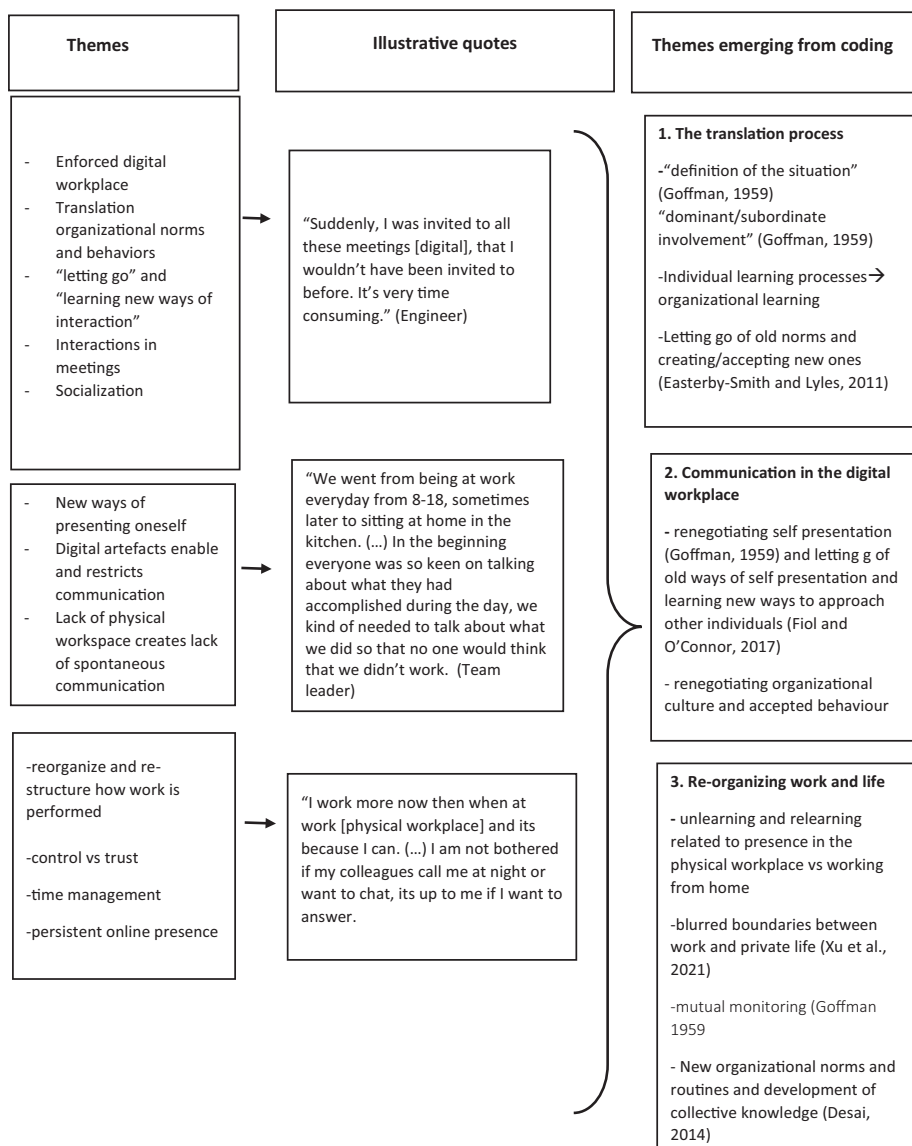 Themes
Illustrative quotes
Themes emerging from coding
- Enforced digital
workplace
- Translation
organizational norms
and behaviors
- “letting go” and
“learning new ways of
interaction”
- Interactions in
meetings
- Socialization
“Suddenly, I was invited to all
these meetings [digital], that I
wouldn’t have been invited to
before. It’s very time
consuming.” (Engineer)
1. The translation process
-“definition of the situation”
(Goffman, 1959)
“dominant/subordinate
involvement” (Goffman, 1959)
-Individual learning processes→
organizational learning
-Letting go of old norms and
creating/accepting new ones
(Easterby-Smith and Lyles, 2011)
- New ways of
presenting oneself
- Digital artefacts enable
and restricts
communication
- Lack of physical
workspace creates lack
of spontaneous
communication
“We went from being at work
everyday from 8-18, sometimes
later to sitting at home in the
kitchen. (…) In the beginning
everyone was so keen on talking
about what they had
accomplished during the day, we
kind of needed to talk about what
we did so that no one would think
that we didn’t work.  (Team
leader)
2. Communication in the digital
workplace
- renegotiating self presentation
(Goffman, 1959) and letting g of
old ways of self presentation and
learning new ways to approach
other individuals (Fiol and
O’Connor, 2017)
- renegotiating organizational
culture and accepted behaviour
-reorganize and re-
structure how work is
performed
-control vs trust
-time management
-persistent online presence
“I work more now then when at
work [physical workplace] and its
because I can. (…) I am not bothered
if my colleagues call me at night or
want to chat, its up to me if I want to
answer.
3. Re-organizing work and life
- unlearning and relearning
related to presence in the
physical workplace vs working
from home
-blurred boundaries between
work and private life (Xu et al.,
2021)
-mutual monitoring (Goffman
1959
- New organizational norms and
routines and development of
collective knowledge (Desai,
2014)